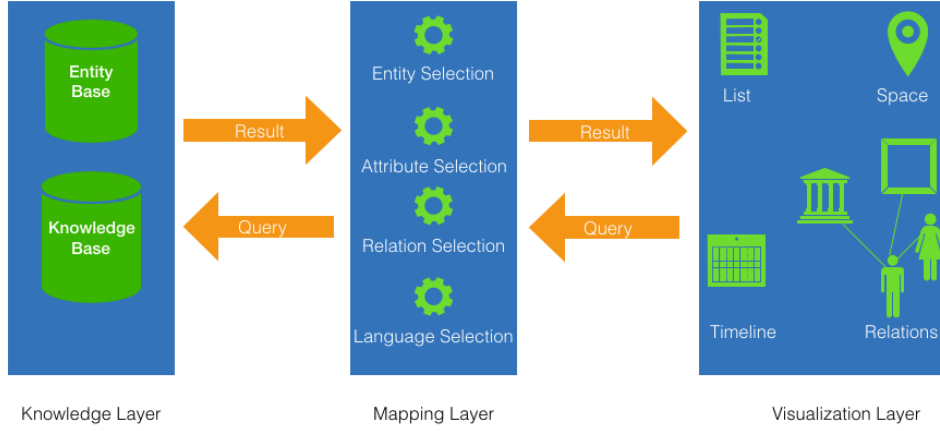 Entity
Base
Knowledge
Base
Result
Query
Entity Selection
Attribute Selection
Relation Selection
Language Selection
Result
Query
List
Space
Timeline
Relations
Knowledge Layer
Mapping Layer
Visualization Layer